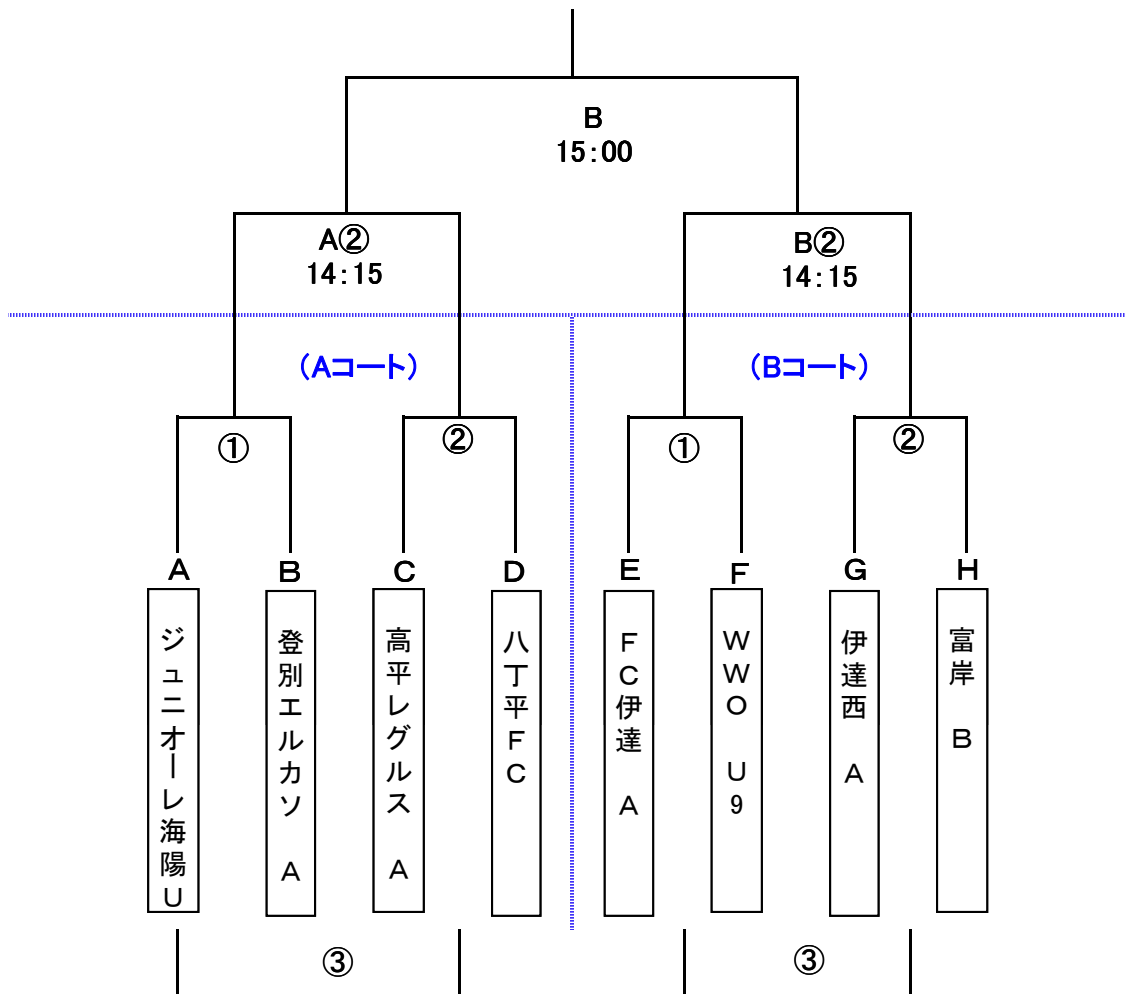 B
15:00
A②
14:15
B②
14:15
(Aコート)
(Bコート)
①
②
①
②
A
B
C
D
E
F
G
H
ジュニオーレ海陽U
登別エルカソ A
高平レグルス A
八丁平FC
FC伊達 A
WWO U9
伊達西 A
富岸 B
③
③